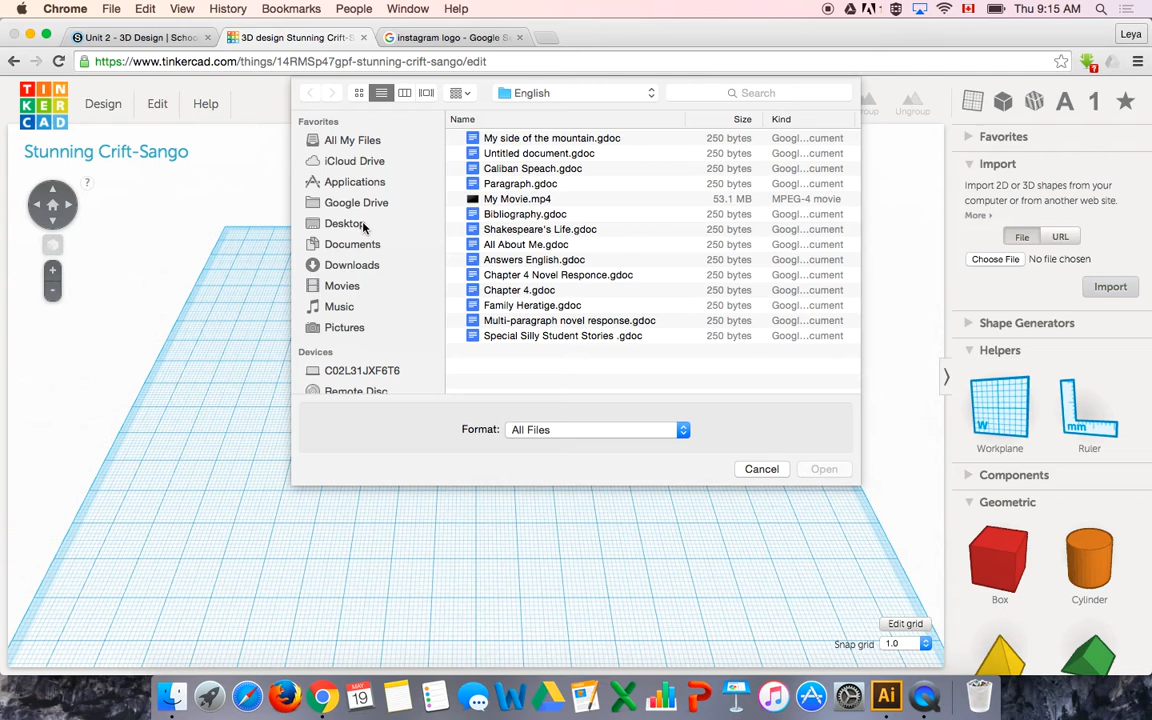 Chrome File Edit View History Bookmarks People Window Help Thu 9:15 AM
Unit 2 - 3D Design | Schoo 3D design Stunning Crift-S instagram logo - Google S Leya
https://www.tinkercad.com/things/14RMSp47gpf-stunning-crift-sango/edit
TIN
KER
CAD
Design Edit Help
Stunning Crift-Sango
?
+
-
English
Search
Favorites
All My Files
iCloud Drive
Applications
Google Drive
Desktop
Documents
Downloads
Movies
Music
Pictures
Devices
C02L31JXF6T6
Remote Disc
Name Size Kind
My side of the mountain.gdoc 250 bytes Googl...cument
Untitled document.gdoc 250 bytes Googl...cument
Caliban Speach.gdoc 250 bytes Googl...cument
Paragraph.gdoc 250 bytes Googl...cument
My Movie.mp4 53.1 MB MPEG-4 movie
Bibliography.gdoc 250 bytes Googl...cument
Shakespeare's Life.gdoc 250 bytes Googl...cument
All About Me.gdoc 250 bytes Googl...cument
Answers English.gdoc 250 bytes Googl...cument
Chapter 4 Novel Responce.gdoc 250 bytes Googl...cument
Chapter 4.gdoc 250 bytes Googl...cument
Family Heratige.gdoc 250 bytes Googl...cument
Multi-paragraph novel response.gdoc 250 bytes Googl...cument
Special Silly Student Stories .gdoc 250 bytes Googl...cument
Format: All Files
Cancel Open
Ungroup
Favorites
Import
Import 2D or 3D shapes from your
computer or from another web site.
More
File URL
Choose File No file chosen
Import
Shape Generators
Helpers
W
mm
Workplane Ruler
Components
Geometric
Box Cylinder
Edit grid
Snap grid 1.0
MAY
19
Ai